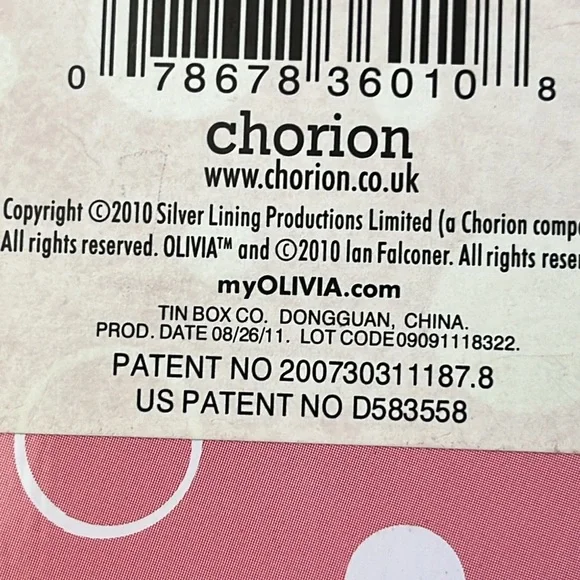 0 78678 36010 8
chorion
www.chorion.co.uk
Copyright ©2010 Silver Lining Productions Limited (a Chorion
All rights reserved. OLIVIA™ and ©2010 Ian Falconer. All rights
myOLIVIA.com
TIN BOX CO. DONGGUAN, CHINA.
PROD. DATE 08/26/11. LOT CODE09091118322.
PATENT NO 200730311187.8
US PATENT NO D583558